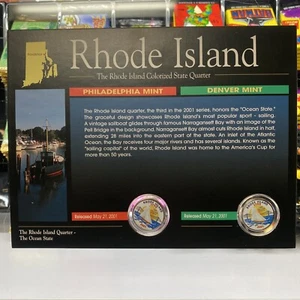 Rhode Island
The Rhode Island Colorized State Quarter
PHILADELPHIA MINT
DENVER MINT
The Rhode Island quarter, the third in the 2001 series, honors the "Ocean State."
The graceful design showcases Rhode Island's most popular sport - sailing.
A vintage sailboat glides through famous Narragansett Bay with an image of the
Pell Bridge in the background. Narragansett Bay almost cuts Rhode Island in half,
extending 28 miles into the eastern part of the state. An inlet of the Atlantic
Ocean, the Bay receives four major rivers and has several islands. Known as the
"sailing capital" of the world, Rhode Island was home to the America's Cup for
more than 50 years.
Released May 21, 2001
Released May 21, 2001
The Rhode Island Quarter -
The Ocean State